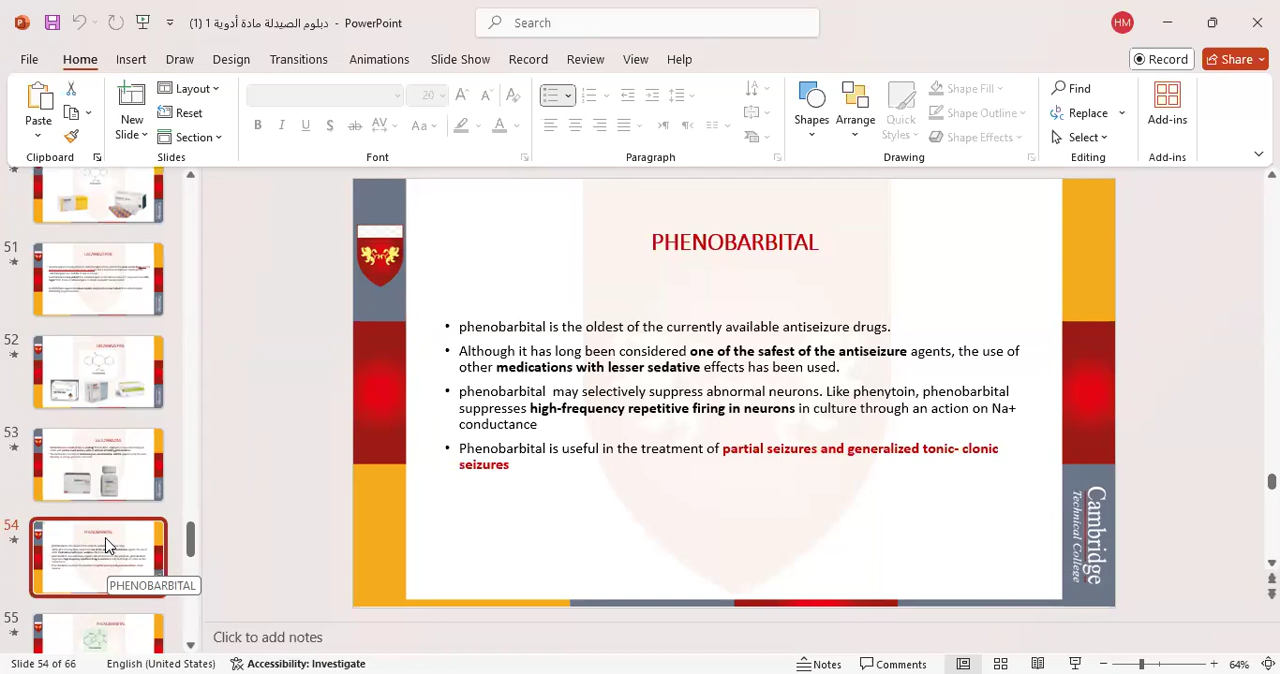 دبلوم الصيدلة مادة أدوية 1 (1) - PowerPoint
Search
HM
File Home Insert Draw Design Transitions Animations Slide Show Record Review View Help
Record
Share
Paste
Clipboard
New
Slide
Layout
Reset
Section
Slides
20
Font
Paragraph
Shapes
Arrange
Quick
Styles
Shape Fill
Shape Outline
Shape Effects
Drawing
Find
Replace
Select
Editing
Add-ins
Add-ins
51
52
53
54
PHENOBARBITAL
55
PHENOBARBITAL
• phenobarbital is the oldest of the currently available antiseizure drugs.
• Although it has long been considered one of the safest of the antiseizure agents, the use of
other medications with lesser sedative effects has been used.
• phenobarbital may selectively suppress abnormal neurons. Like phenytoin, phenobarbital
suppresses high-frequency repetitive firing in neurons in culture through an action on Na+
conductance
• Phenobarbital is useful in the treatment of partial seizures and generalized tonic- clonic
seizures
Cambridge
Technical College
Click to add notes
Slide 54 of 66 English (United States) Accessibility: Investigate Notes Comments 64%